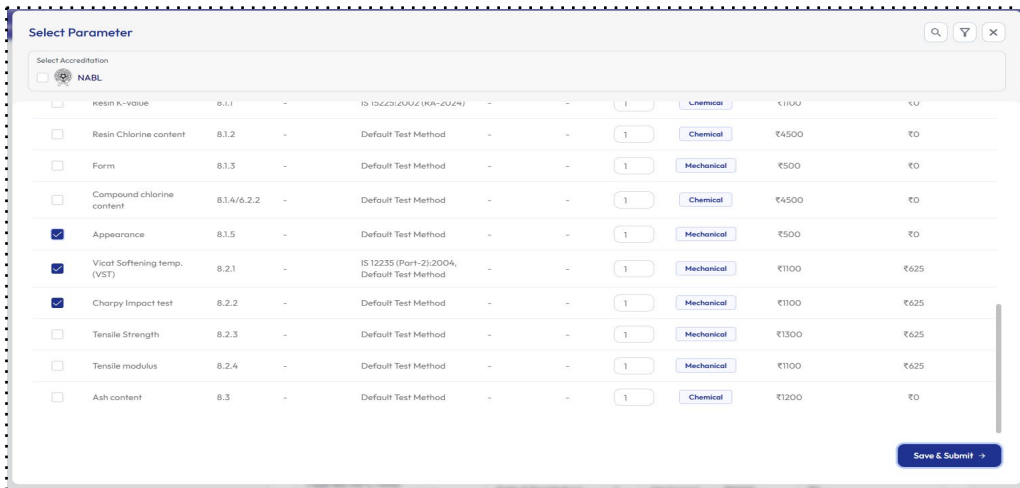 Select Parameter
Select Accreditation
NABL
Resin K-Value 8.1.1 - IS 15225:2002 (RA-2024) - - 1 Chemical ₹1100 ₹0
Resin Chlorine content 8.1.2 - Default Test Method - - 1 Chemical ₹4500 ₹0
Form 8.1.3 - Default Test Method - - 1 Mechanical ₹500 ₹0
Compound chlorine
content 8.1.4/6.2.2 - Default Test Method - - 1 Chemical ₹4500 ₹0
Appearance 8.1.5 - Default Test Method - - 1 Mechanical ₹500 ₹0
Vicat Softening temp. IS 12235 (Part-2):2004,
(VST) 8.2.1 - Default Test Method - - 1 Mechanical ₹1100 ₹625
Charpy Impact test 8.2.2 - Default Test Method - - 1 Mechanical ₹1100 ₹625
Tensile Strength 8.2.3 - Default Test Method - - 1 Mechanical ₹1300 ₹625
Tensile modulus 8.2.4 - Default Test Method - - 1 Mechanical ₹1100 ₹625
Ash content 8.3 - Default Test Method - - 1 Chemical ₹1200 ₹0
Save & Submit →